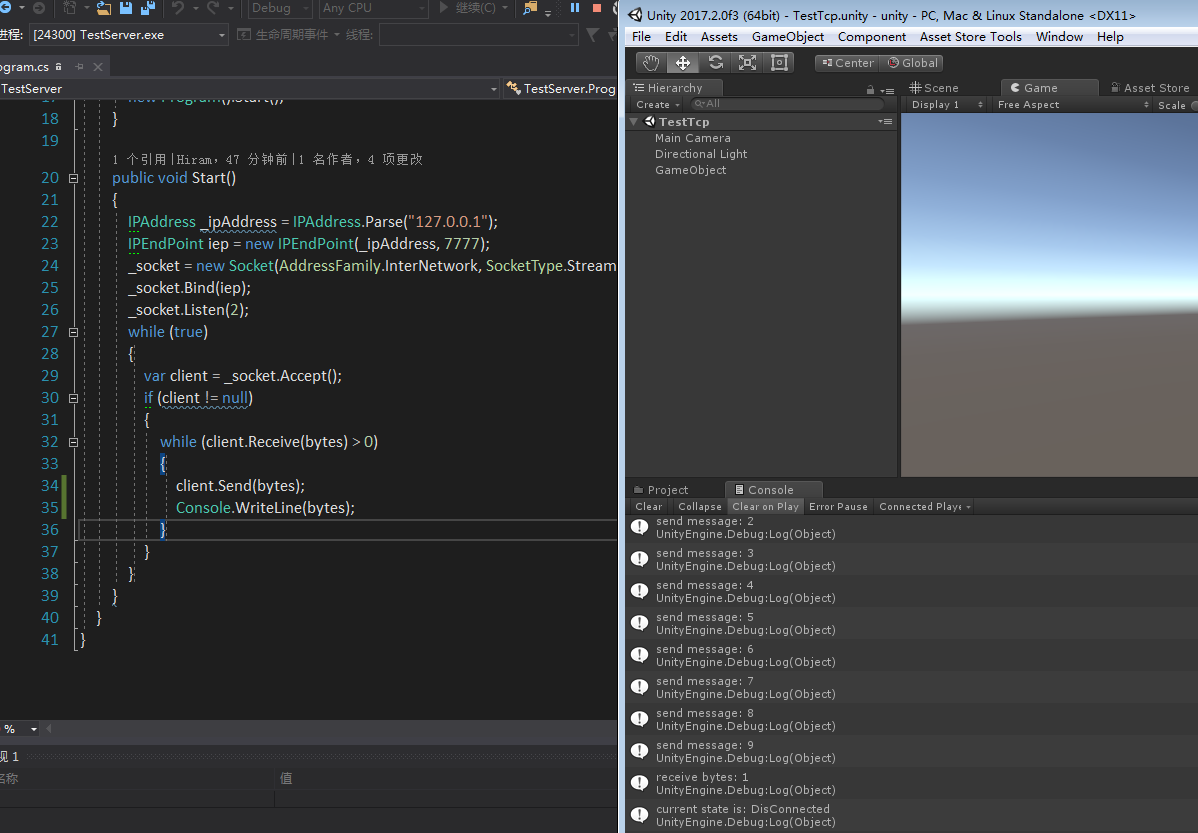 Debug
Any CPU
继续(C)
进程:
[24300] TestServer.exe
生命周期事件
线程:
ogram.cs
TestServer
TestServer.Prog
18 }
19
1 个引用|Hiram，47 分钟前|1 名作者，4 项更改
20 public void Start()
21 {
22 IPAddress _ipAddress = IPAddress.Parse("127.0.0.1");
23 IPEndPoint iep = new IPEndPoint(_ipAddress, 7777);
24 _socket = new Socket(AddressFamily.InterNetwork, SocketType.Stream
25 _socket.Bind(iep);
26 _socket.Listen(2);
27 while (true)
28 {
29 var client = _socket.Accept();
30 if (client != null)
31 {
32 while (client.Receive(bytes) > 0)
33 {
34 client.Send(bytes);
35 Console.WriteLine(bytes);
36 }
37 }
38 }
39 }
40 }
41 }
%
视 1
名称
值
Unity 2017.2.0f3 (64bit) - TestTcp.unity - unity - PC, Mac & Linux Standalone <DX11>
File Edit Assets GameObject Component Asset Store Tools Window Help
Center Global
Hierarchy
Create All
TestTcp
Main Camera
Directional Light
GameObject
Scene Game Asset Store
Display 1 Free Aspect Scale
Project Console
Clear Collapse Clear on Play Error Pause Connected Playe
send message: 2
UnityEngine.Debug:Log(Object)
send message: 3
UnityEngine.Debug:Log(Object)
send message: 4
UnityEngine.Debug:Log(Object)
send message: 5
UnityEngine.Debug:Log(Object)
send message: 6
UnityEngine.Debug:Log(Object)
send message: 7
UnityEngine.Debug:Log(Object)
send message: 8
UnityEngine.Debug:Log(Object)
send message: 9
UnityEngine.Debug:Log(Object)
receive bytes: 1
UnityEngine.Debug:Log(Object)
current state is: DisConnected
UnityEngine.Debug:Log(Object)